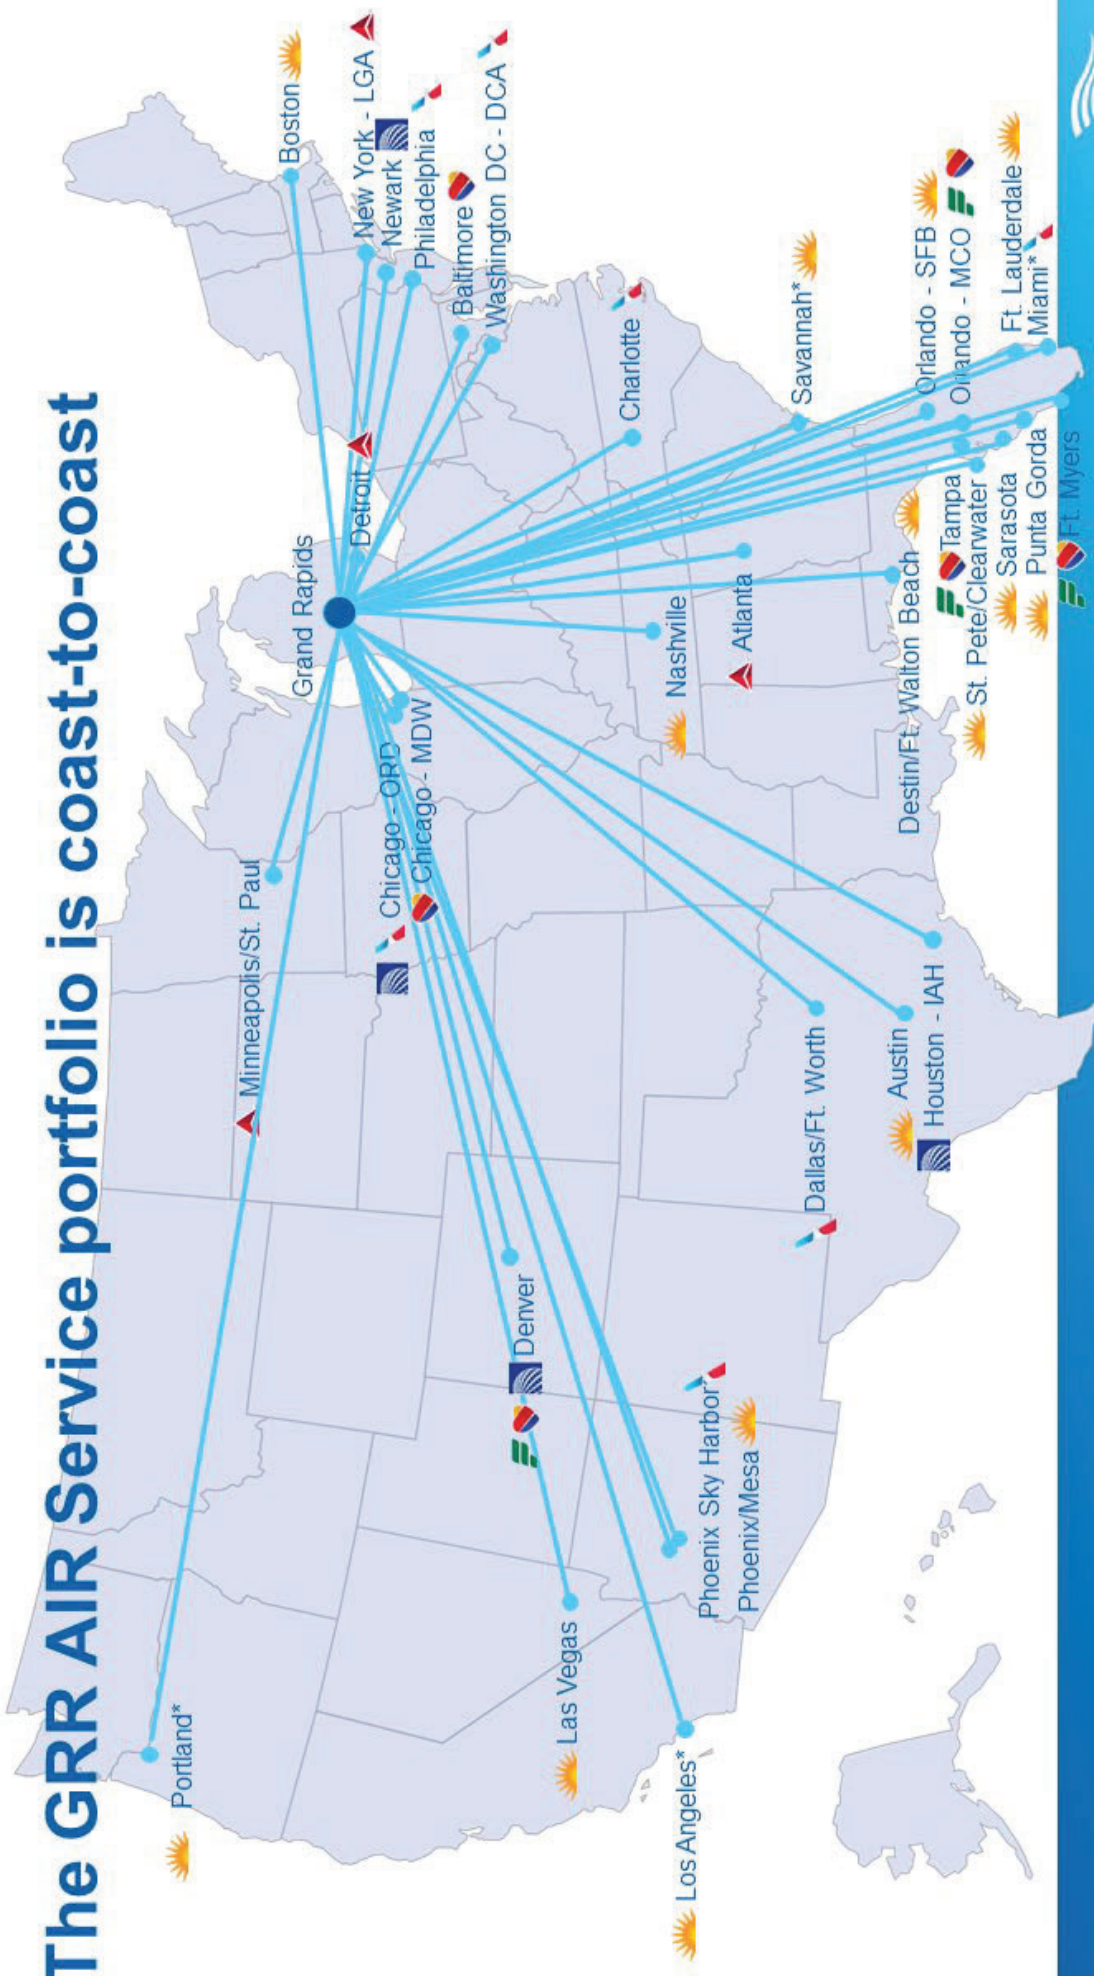 The GRR AIR Service portfolio is coast-to-coast
Portland*
Minneapolis/St. Paul
Grand Rapids
Boston
Detroit
New York - LGA
Newark
Philadelphia
Baltimore
Washington DC - DCA
Chicago - ORD
Chicago - MDW
Denver
Las Vegas
Los Angeles*
Phoenix Sky Harbor*
Phoenix/Mesa
Nashville
Charlotte
Atlanta
Savannah*
Dallas/Ft. Worth
Austin
Houston - IAH
Destin/Ft. Walton Beach
Orlando - SFB
Orlando - MCO
Tampa
St. Pete/Clearwater
Sarasota
Punta Gorda
Ft. Myers
Ft. Lauderdale
Miami*